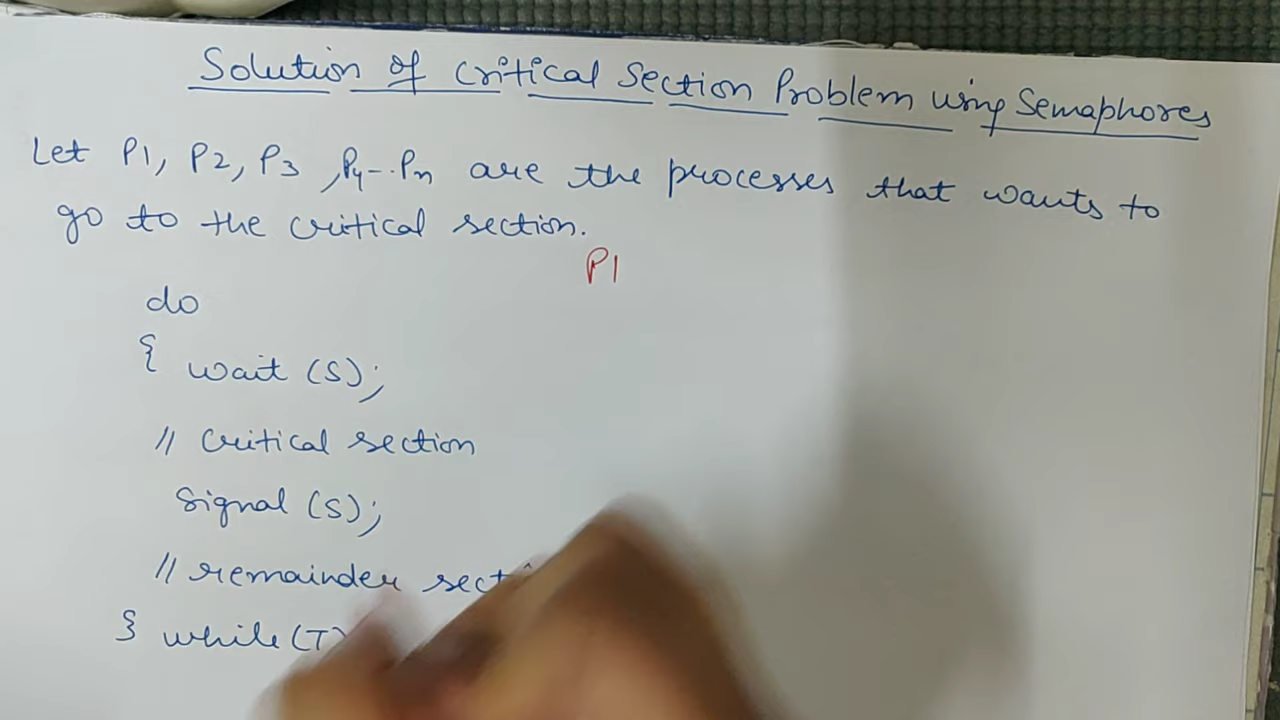 Solution of Critical Section Problem using Semaphores
Let P1, P2, P3, P4-..Pn are the processes that wants to
go to the critical section.
P1
do
{ wait (S);
// Critical section
Signal (S);
// remainder
} while(T)